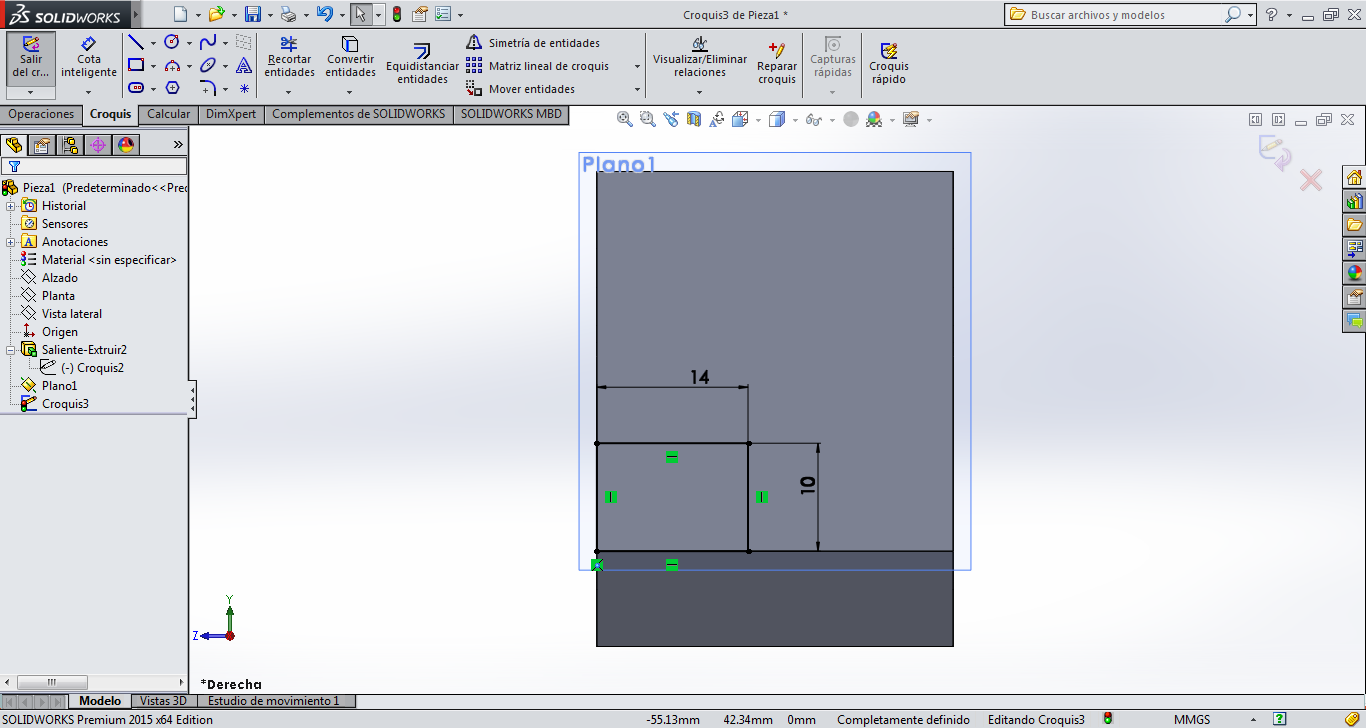 SOLIDWORKS
Croquis3 de Pieza1 *
Buscar archivos y modelos
Salir del cr...
Cota inteligente
Recortar entidades
Convertir entidades
Equidistanciar entidades
Simetría de entidades
Matriz lineal de croquis
Mover entidades
Visualizar/Eliminar relaciones
Reparar croquis
Capturas rápidas
Croquis rápido
Operaciones
Croquis
Calcular
DimXpert
Complementos de SOLIDWORKS
SOLIDWORKS MBD
Pieza1 (Predeterminado<<Pred
Historial
Sensores
Anotaciones
Material <sin especificar>
Alzado
Planta
Vista lateral
Origen
Saliente-Extruir2
(-) Croquis2
Plano1
Croquis3
Plano1
14
10
Y
Z
*Derecha
Modelo
Vistas 3D
Estudio de movimiento 1
SOLIDWORKS Premium 2015 x64 Edition
-55.13mm
42.34mm
0mm
Completamente definido
Editando Croquis3
MMGS